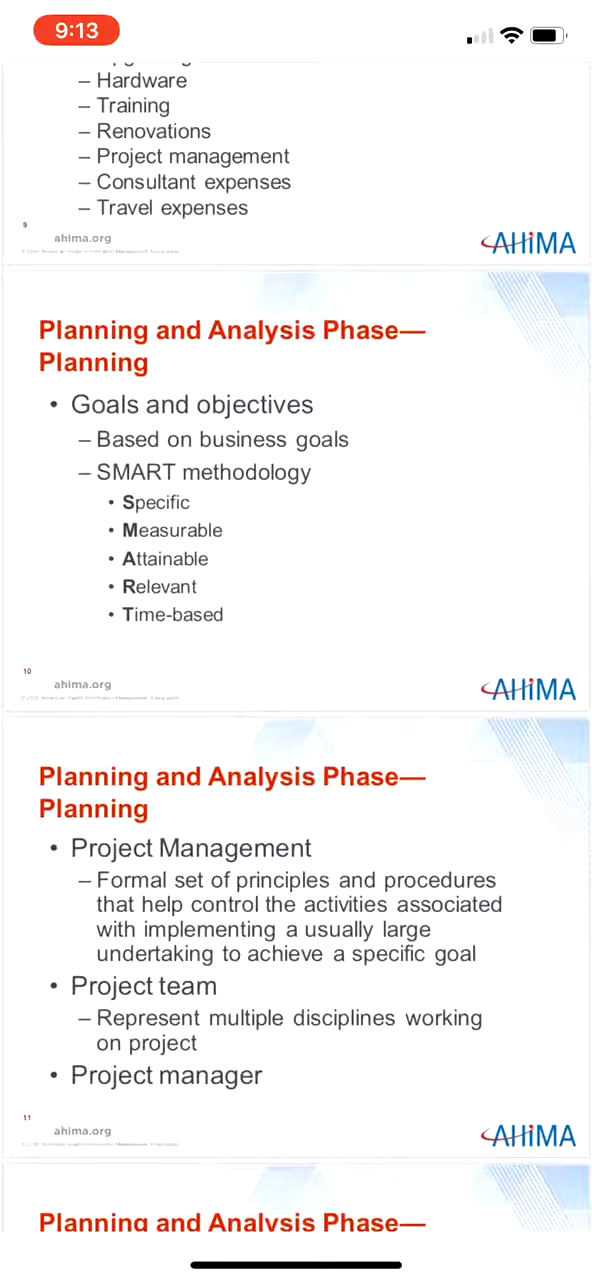 9:13
– Hardware
– Training
– Renovations
– Project management
– Consultant expenses
– Travel expenses
9
ahima.org
AHiMA
Planning and Analysis Phase—
Planning
• Goals and objectives
– Based on business goals
– SMART methodology
• Specific
• Measurable
• Attainable
• Relevant
• Time-based
10
ahima.org
AHiMA
Planning and Analysis Phase—
Planning
• Project Management
– Formal set of principles and procedures
that help control the activities associated
with implementing a usually large
undertaking to achieve a specific goal
• Project team
– Represent multiple disciplines working
on project
• Project manager
11
ahima.org
AHiMA
Planning and Analysis Phase—